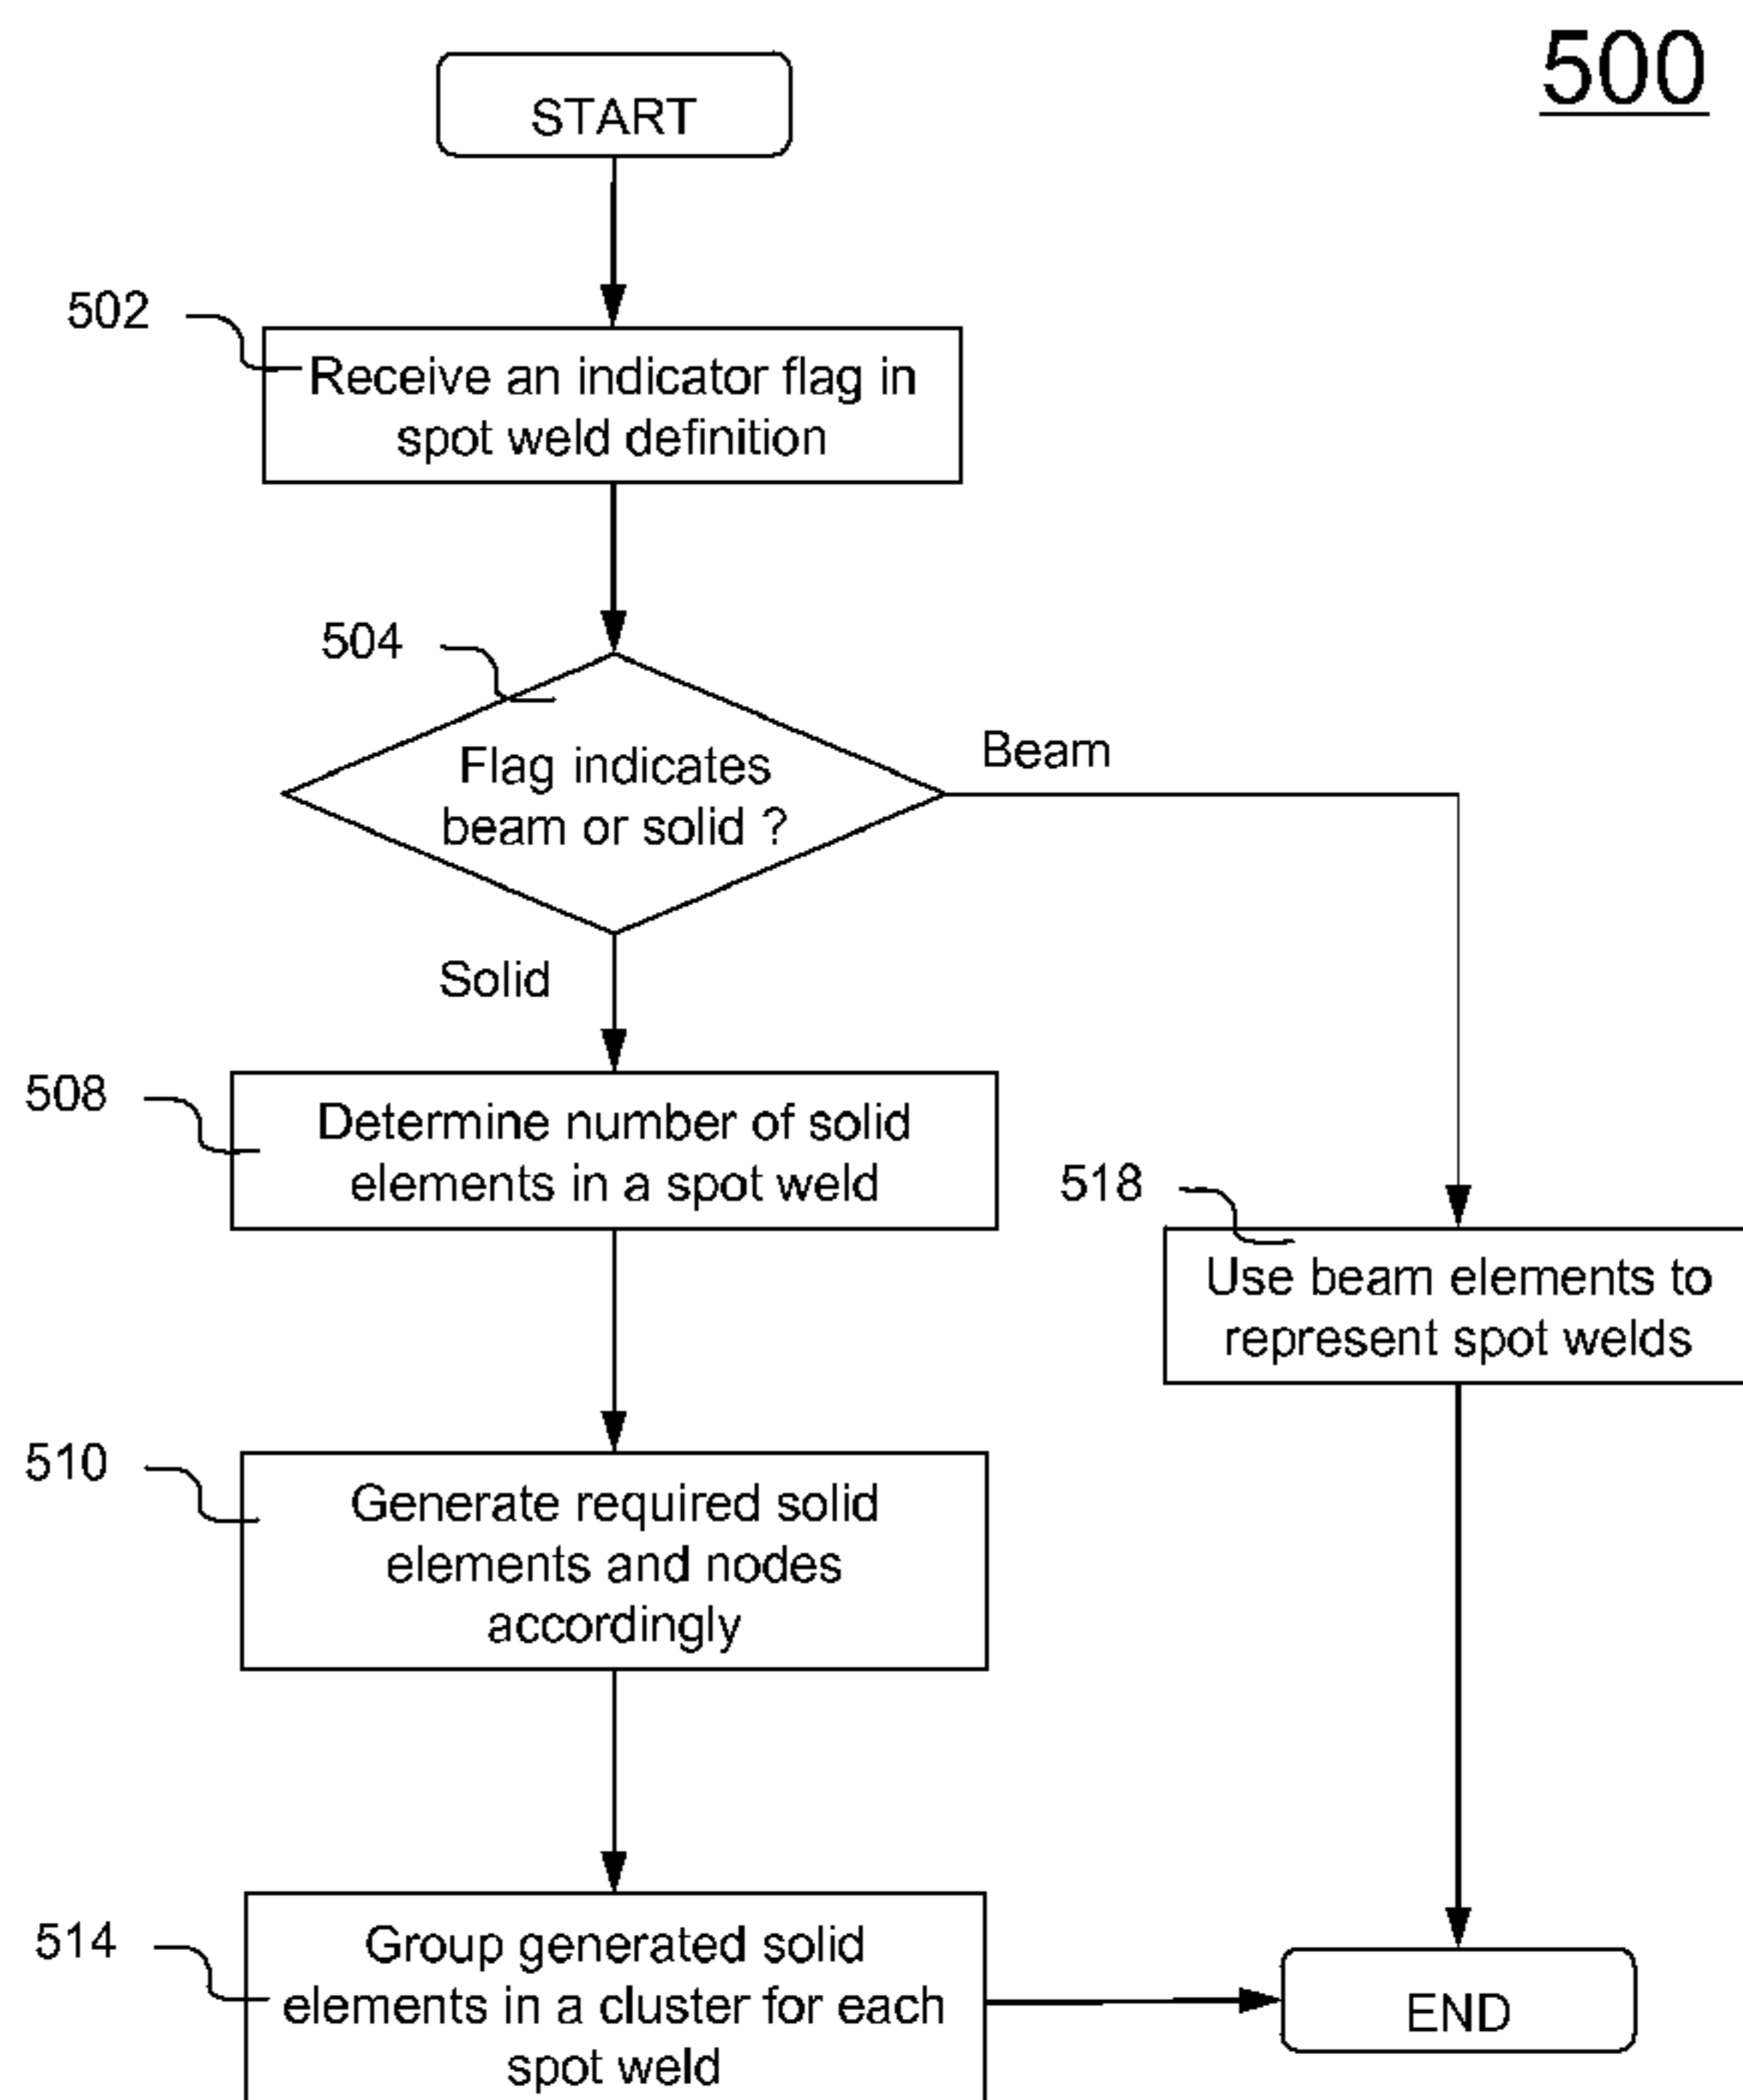 500
START
502
Receive an indicator flag in
spot weld definition
504
Flag indicates
beam or solid ?
Beam
Solid
508
Determine number of solid
elements in a spot weld
518
Use beam elements to
represent spot welds
510
Generate required solid
elements and nodes
accordingly
514
Group generated solid
elements in a cluster for each
spot weld
END